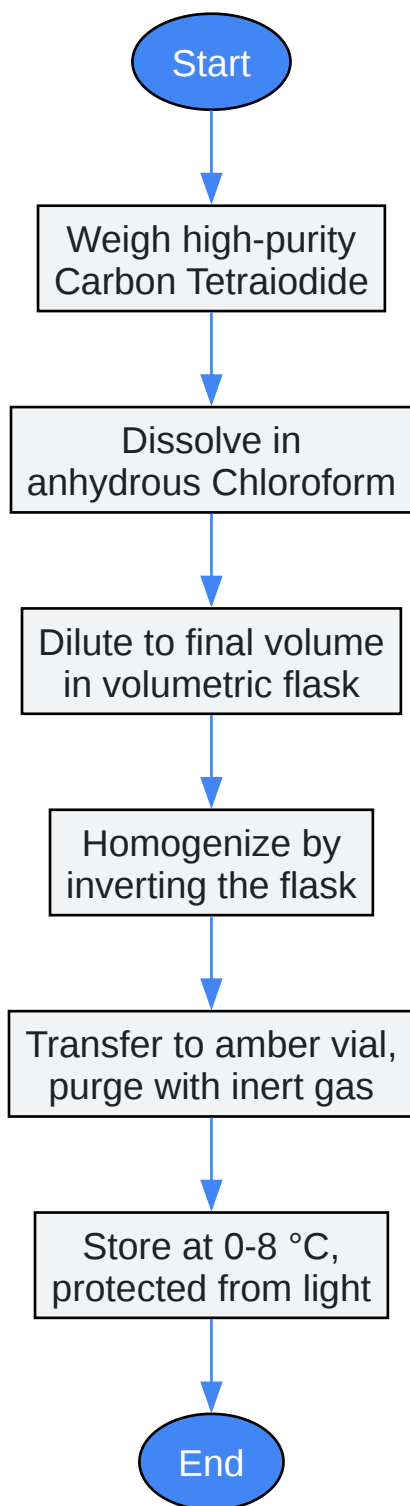 Start
Weigh high-purity
Carbon Tetraiodide
Dissolve in
anhydrous Chloroform
Dilute to final volume
in volumetric flask
Homogenize by
inverting the flask
Transfer to amber vial,
purge with inert gas
Store at 0-8 °C,
protected from light
End